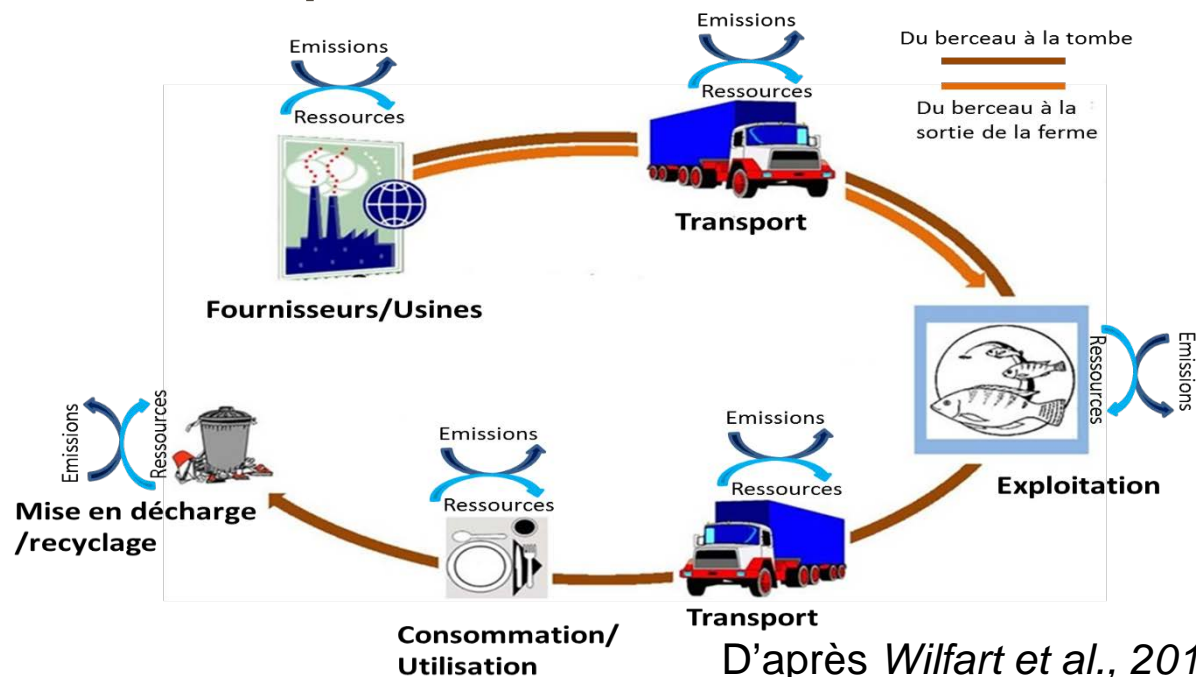 Emissions
Ressources
Emissions
Ressources
Du berceau à la tombe
Du berceau à la
sortie de la ferme
Transport
Fournisseurs/Usines
Ressources
Emissions
Exploitation
Emissions
Ressources
Transport
Emissions
Ressources
Consommation/
Utilisation
Emissions
Ressources
Mise en décharge
/recyclage
D'après Wilfart et al., 201